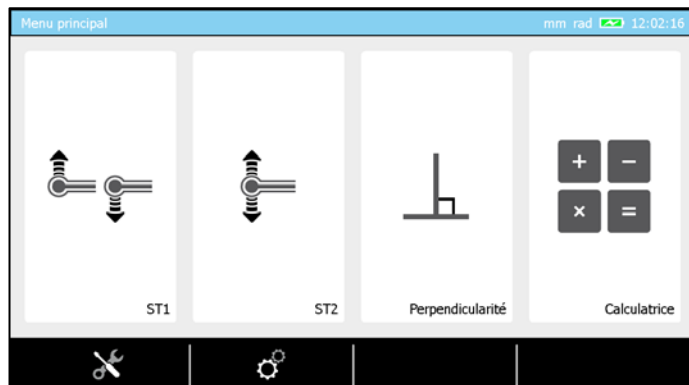 Menu principal
mm rad 12:02:16
+ −
× =
ST1
ST2
Perpendicularité
Calculatrice